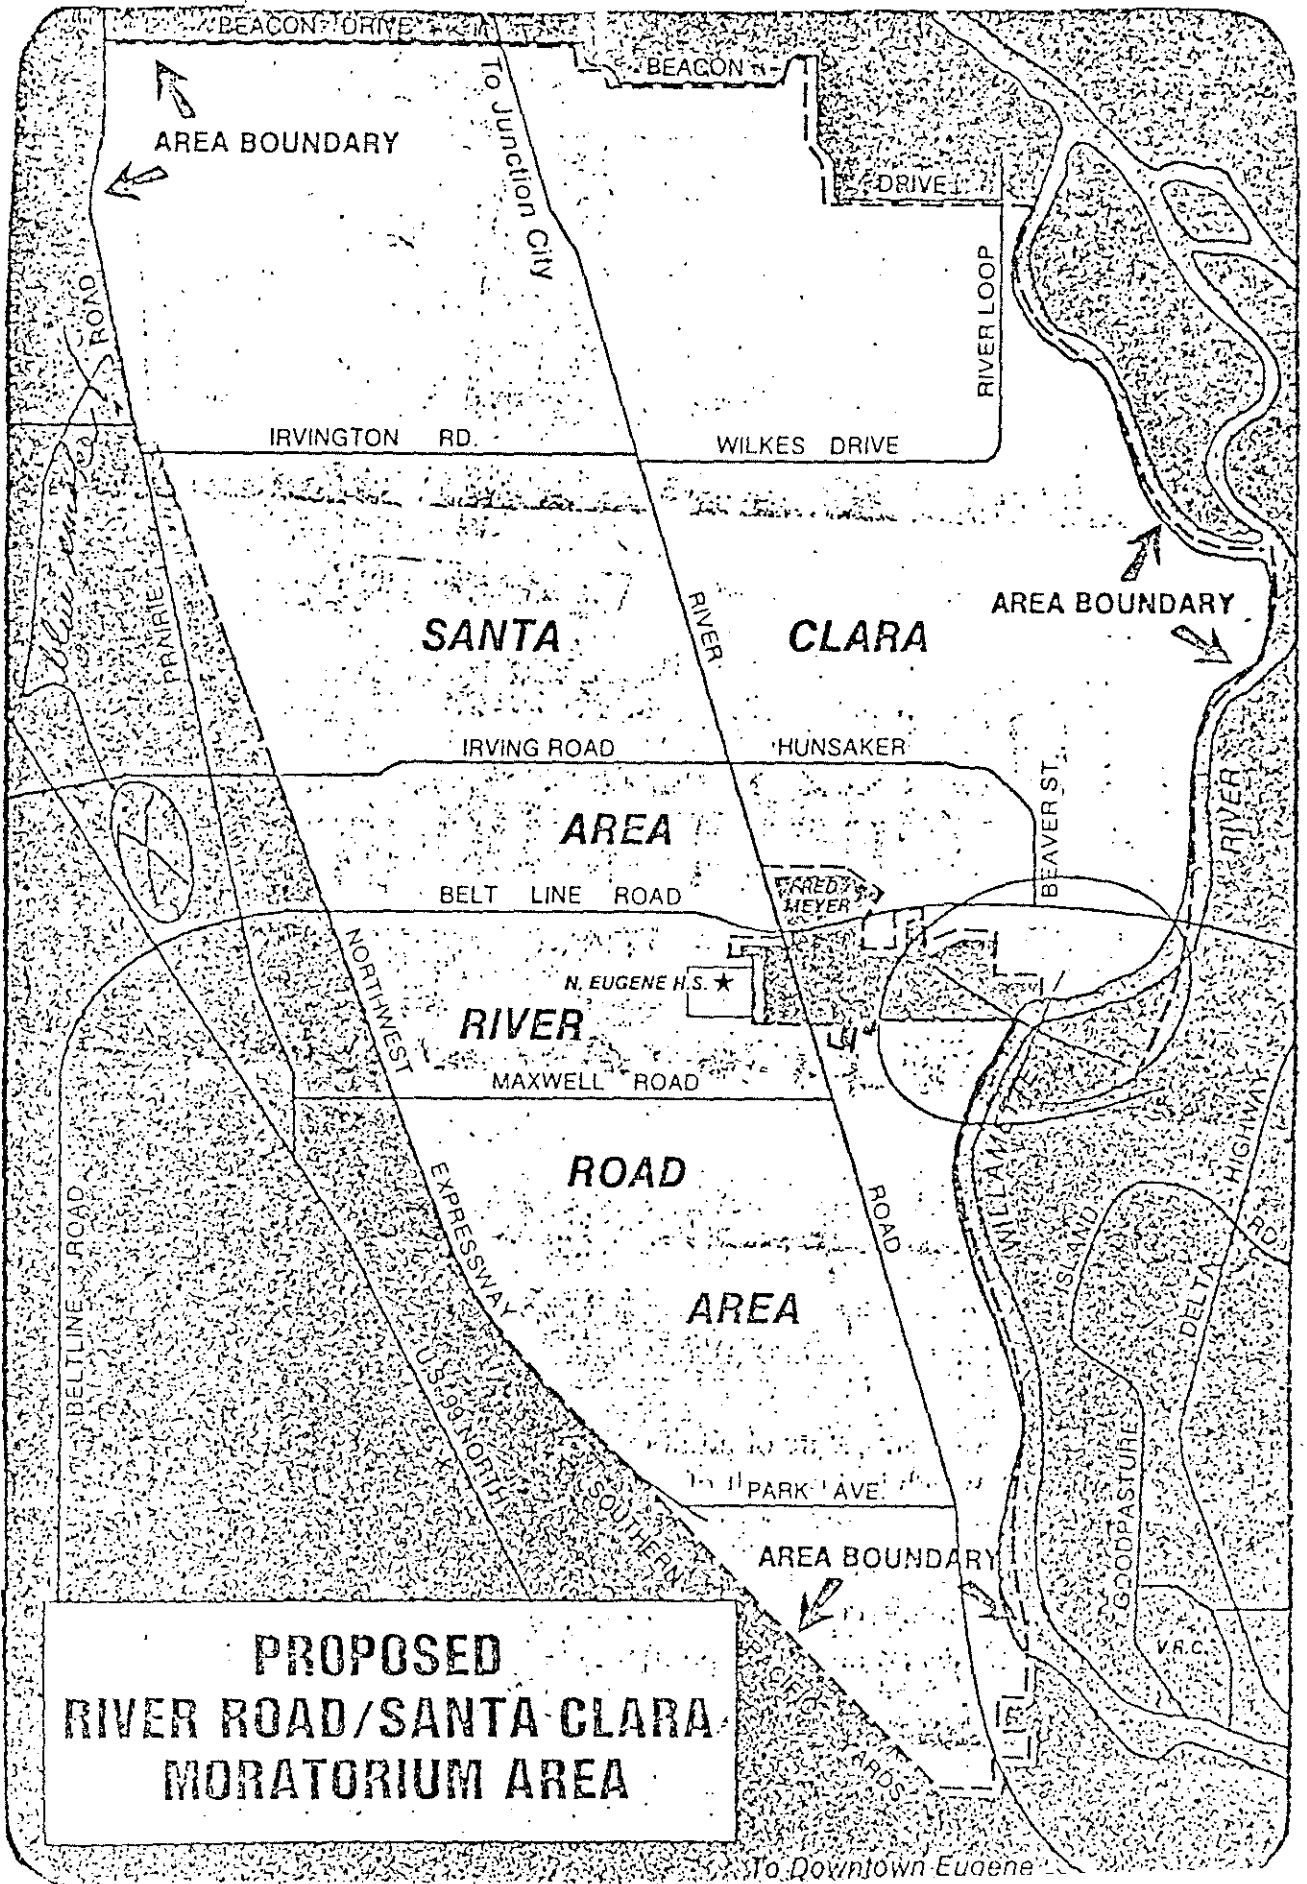 BEACON DRIVE
BEACON
To Junction City
AREA BOUNDARY
DRIVE
RIVER LOOP
ROAD
IRVINGTON RD.
WILKES DRIVE
AREA BOUNDARY
PRAIRIE
SANTA
RIVER
CLARA
IRVING ROAD
HUNSAKER
BEAVER ST.
RIVER
AREA
FRED
MEYER
BELT LINE ROAD
NORTHWEST
N. EUGENE H.S.
RIVER
MAXWELL ROAD
WILLAMETTE
HIGHWAY
ROAD
EXPRESSWAY
ROAD
ISLAND
RD.
DELTA
BELTLINE ROAD
AREA
U.S. 99 NORTH
GOODPASTURE
PARK AVE.
SOUTHERN
AREA BOUNDARY
PACIFIC YARDS
V.R.C.
PROPOSED
RIVER ROAD/SANTA CLARA
MORATORIUM AREA
To Downtown Eugene